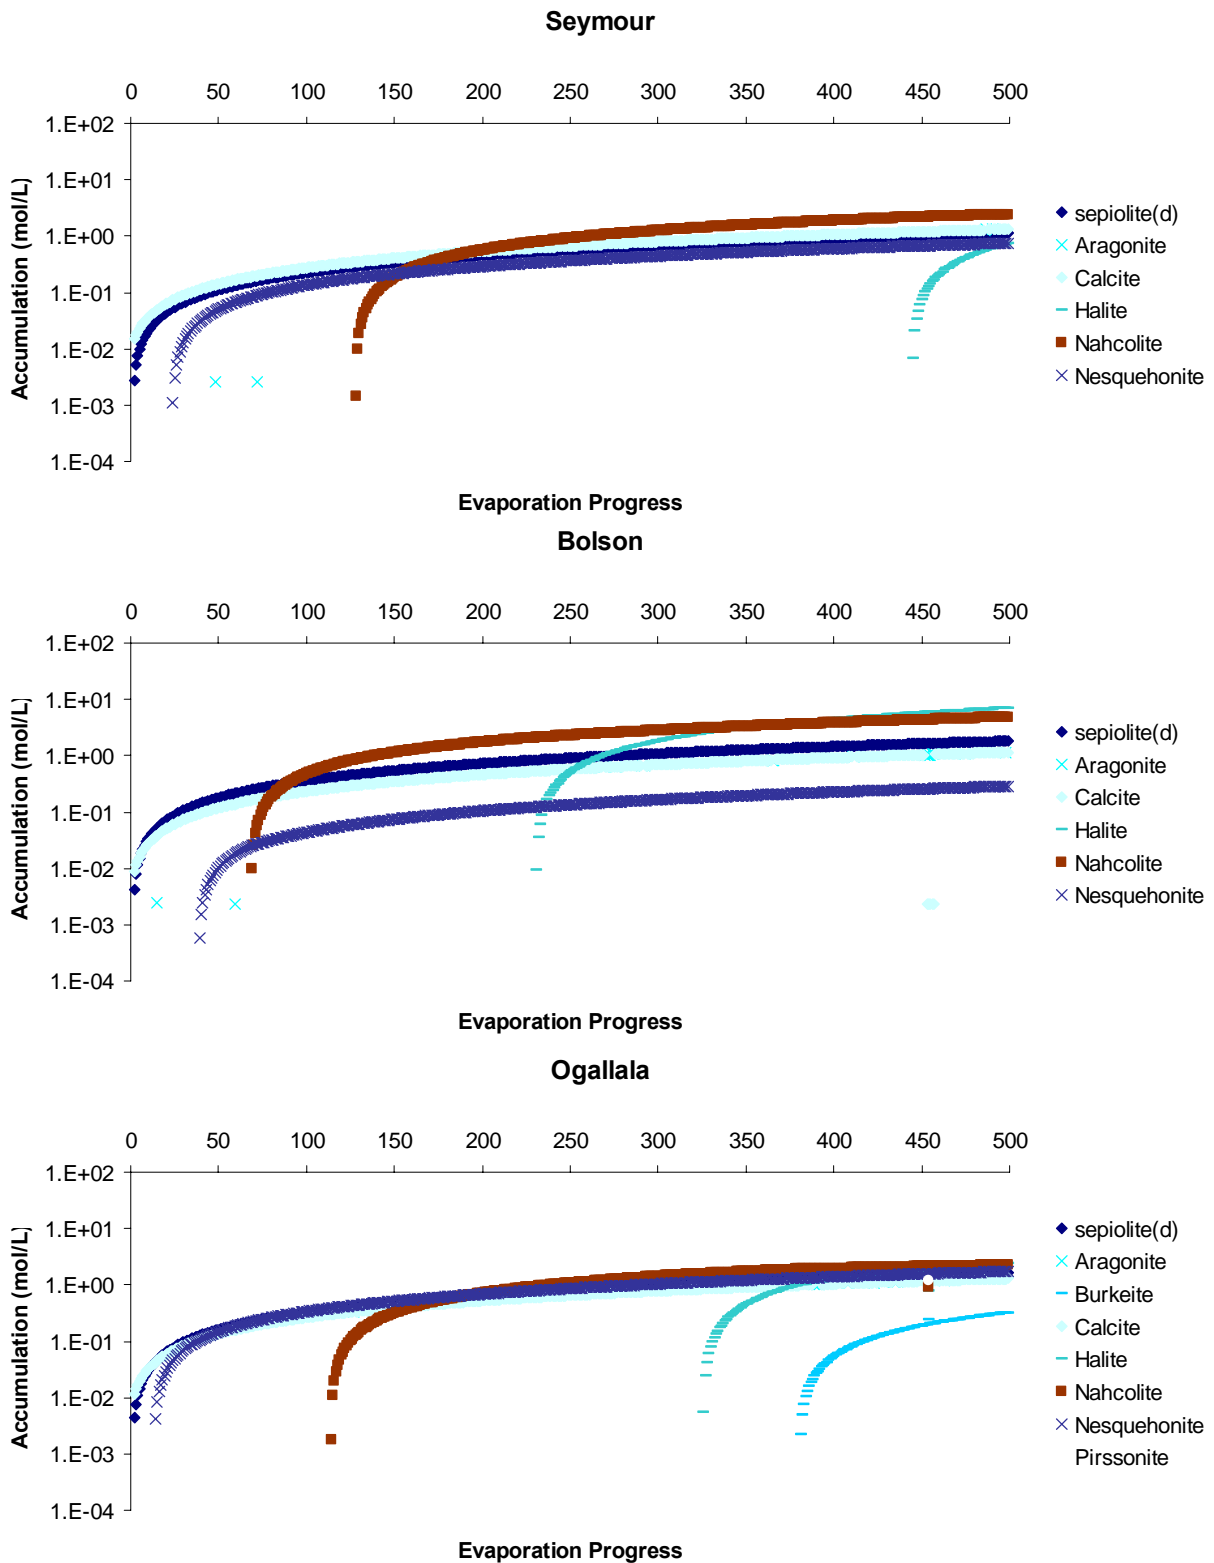 Seymour
0 50 100 150 200 250 300 350 400 450 500
1.E+02
1.E+01
1.E+00
1.E-01
1.E-02
1.E-03
1.E-04
Accumulation (mol/L)
Evaporation Progress
sepiolite(d)
Aragonite
Calcite
Halite
Nahcolite
Nesquehonite
Bolson
0 50 100 150 200 250 300 350 400 450 500
1.E+02
1.E+01
1.E+00
1.E-01
1.E-02
1.E-03
1.E-04
Accumulation (mol/L)
Evaporation Progress
sepiolite(d)
Aragonite
Calcite
Halite
Nahcolite
Nesquehonite
Ogallala
0 50 100 150 200 250 300 350 400 450 500
1.E+02
1.E+01
1.E+00
1.E-01
1.E-02
1.E-03
1.E-04
Accumulation (mol/L)
Evaporation Progress
sepiolite(d)
Aragonite
Burkeite
Calcite
Halite
Nahcolite
Nesquehonite
Pirssonite